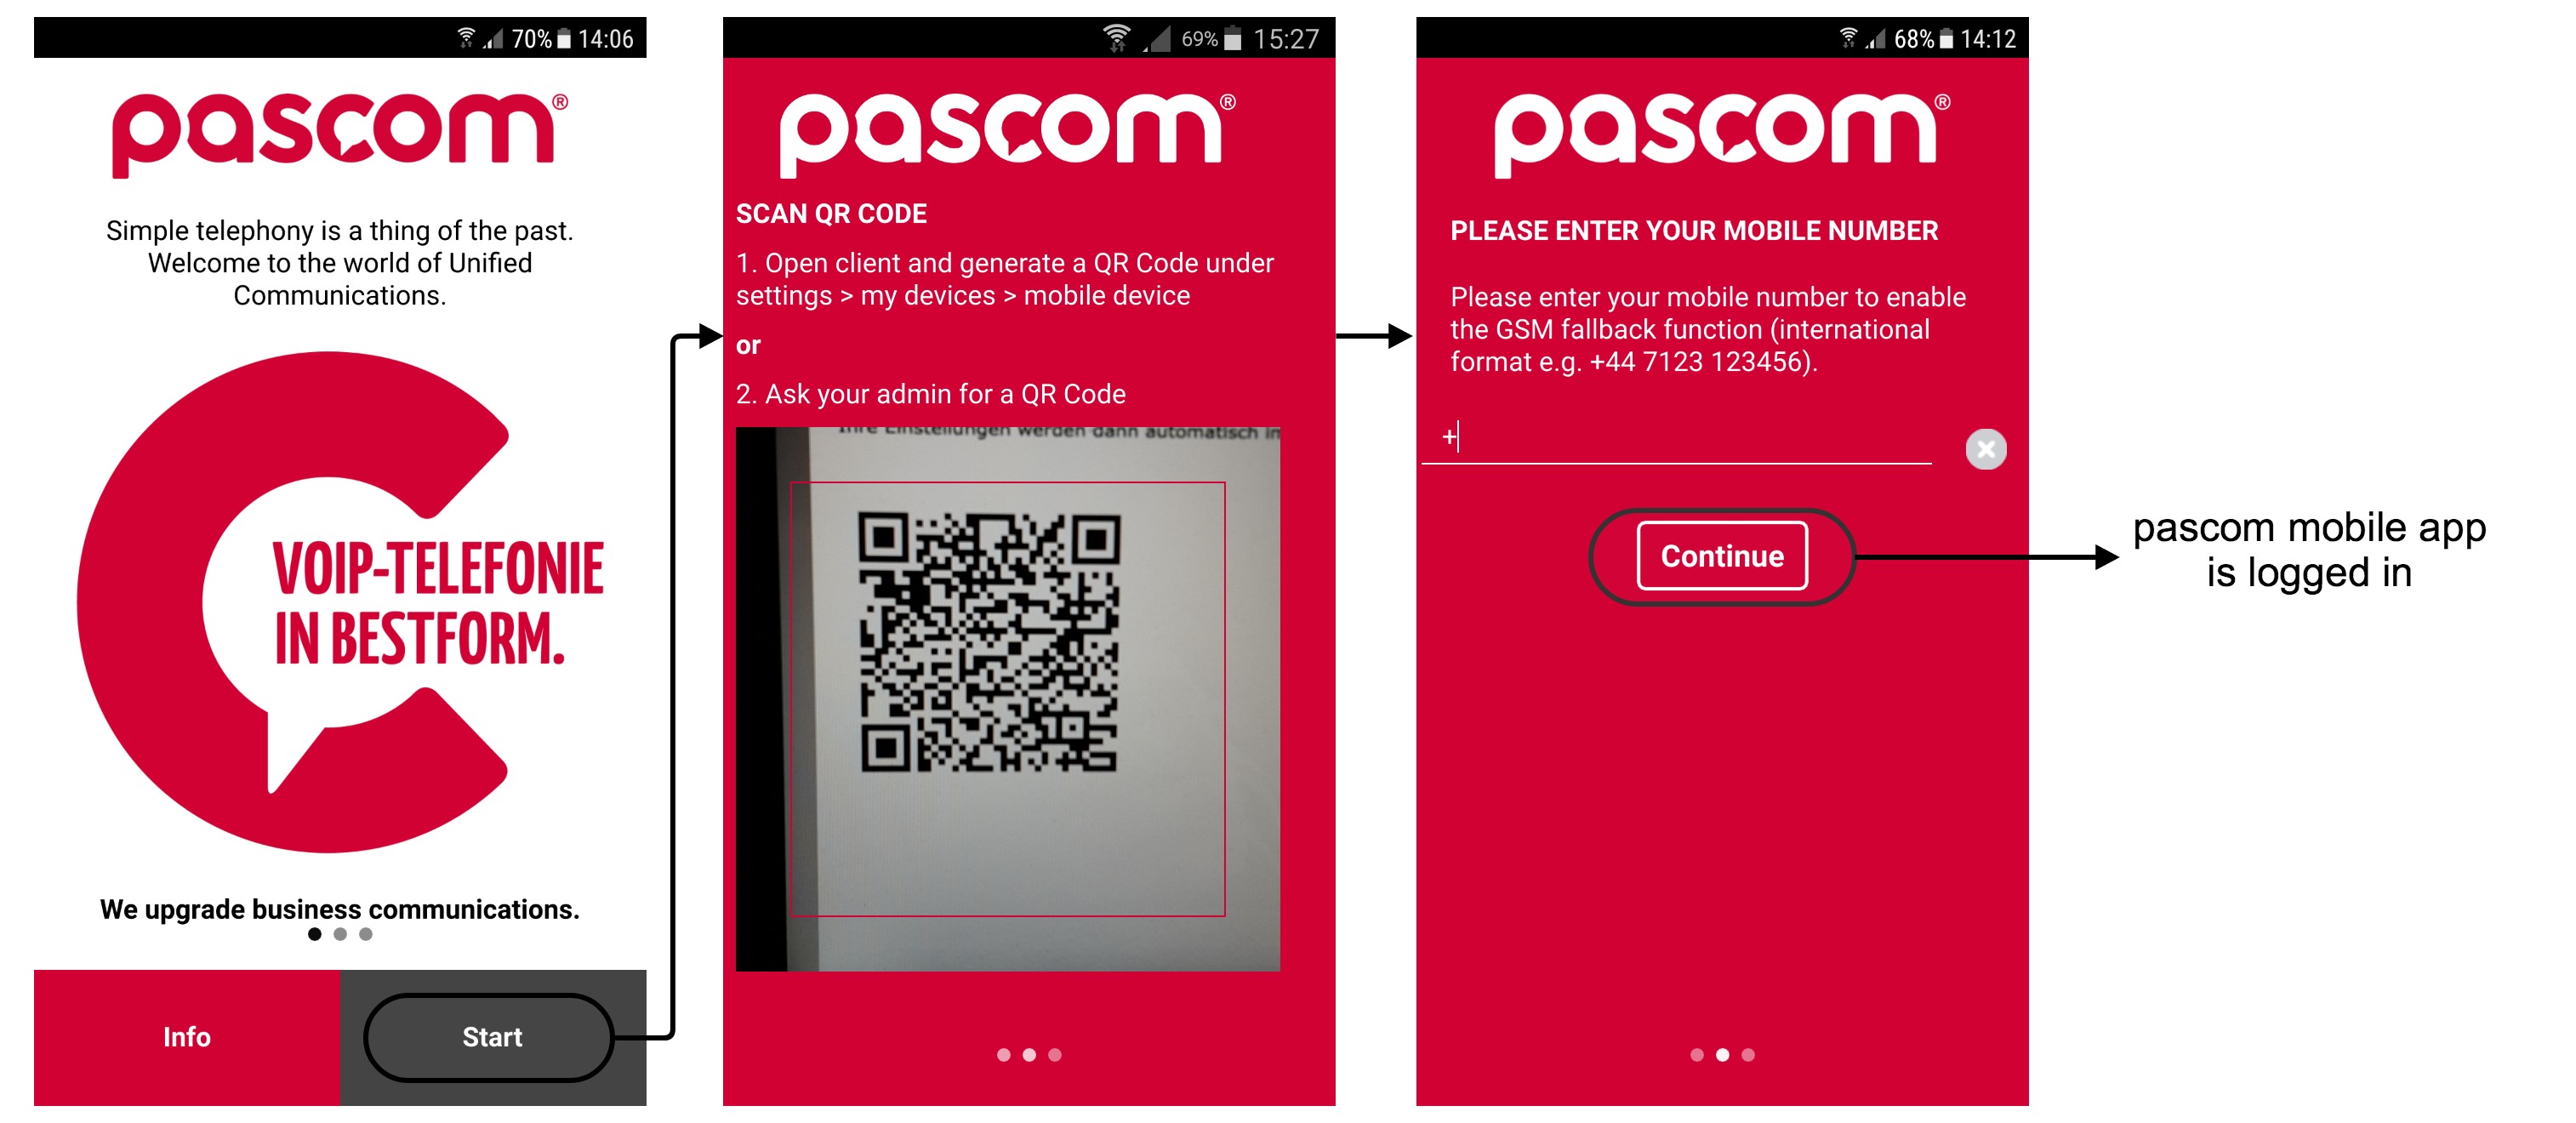 70% 14:06
pascom®
Simple telephony is a thing of the past.
Welcome to the world of Unified
Communications.
VOIP-TELEFONIE
IN BESTFORM.
We upgrade business communications.
Info
Start
69% 15:27
pascom®
SCAN QR CODE
1. Open client and generate a QR Code under
settings > my devices > mobile device
or
2. Ask your admin for a QR Code
Ihre Einstellungen werden dann automatisch in
68% 14:12
pascom®
PLEASE ENTER YOUR MOBILE NUMBER
Please enter your mobile number to enable
the GSM fallback function (international
format e.g. +44 7123 123456).
+
Continue
pascom mobile app
is logged in